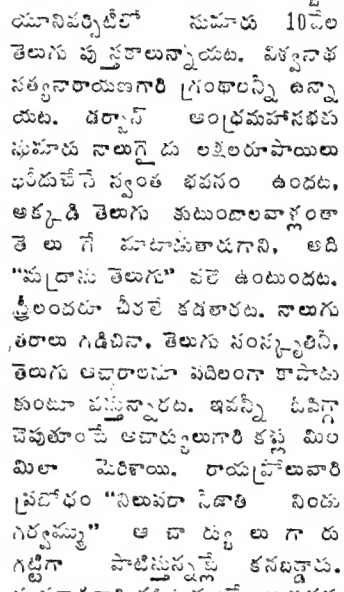 యూనివర్సిటీలో సుమారు 10వేల
తెలుగు పుస్తకాలున్నాయట. విశ్వనాథ
సత్యనారాయణగారి గ్రంథాలన్నీ ఉన్నా
యట. డర్బాన్ ఆంధ్రమహాసభకు
సుమారు నాలుగైదు లక్షలరూపాయిలు
ఖరీదుచేసే స్వంత భవనం ఉందట.
అక్కడి తెలుగు కుటుంబాలవాళ్లంతా
తె లు గే మాటాడుతారుగాని, అది
"మద్రాసు తెలుగు" వలె ఉంటుందట.
స్త్రీలందరూ చీరలే కడతారట. నాలుగు
తరాలు గడిచినా, తెలుగు సంస్కృతినీ,
తెలుగు ఆచారాలనూ పదిలంగా కాపాడు
కుంటూ వస్తున్నారట. ఇవన్నీ ఓపిగ్గా
చెపుతూంటే ఆచార్యులుగారి కళ్లు మిల
మిలా మెరిశాయి. రాయప్రోలువారి
ప్రబోధం "నిలుపరా నీజాతి నిండు
గర్వమ్ము" ఆ చా ర్యు లు గా రు
గట్టిగా పాటిస్తున్నట్లే కనబడ్డారు.